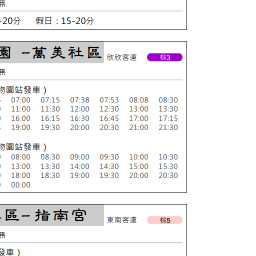 無
-20分 假日：15-20分
園 -萬美社區 欣欣客運 棕3
無
物園站發車）
07:00 07:15 07:38 07:53 08:08 08:30
11:00 11:30 12:00 12:30 13:00 13:30
16:00 16:15 16:30 16:45 17:00 17:15
19:00 19:30 20:00 20:30 21:00 21:30
物園站發車）
08:00 08:30 09:00 09:30 10:00 10:30
13:00 13:30 14:00 14:30 15:00 15:30
18:00 18:30 19:00 19:30 20:00 20:30
00:00
區-指南宮 東南客運 棕5
無
發車）